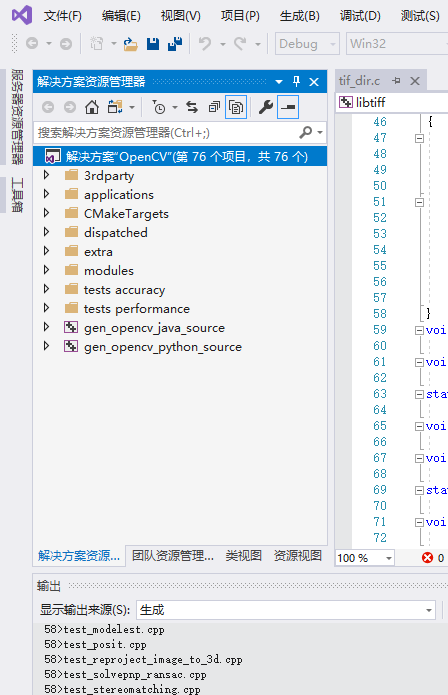 文件(F) 编辑(E) 视图(V) 项目(P) 生成(B) 调试(D) 测试(S)
Debug Win32
服务器资源管理器
工具箱
解决方案资源管理器
搜索解决方案资源管理器(Ctrl+;)
解决方案"OpenCV"(第 76 个项目，共 76 个)
3rdparty
applications
CMakeTargets
dispatched
extra
modules
tests accuracy
tests performance
gen_opencv_java_source
gen_opencv_python_source
解决方案资源... 团队资源管理... 类视图 资源视图
tif_dir.c
libtiff
46 {
47
48
49
50
51
52
53
54
55
56
57
58 }
59 voi
60
61 voi
62
63 sta
64
65 voi
66
67 voi
68
69 sta
70
71 voi
72
100 % 0
输出
显示输出来源(S): 生成
58>test_modelest.cpp
58>test_posit.cpp
58>test_reproject_image_to_3d.cpp
58>test_solvepnp_ransac.cpp
58>test_stereomatching.cpp